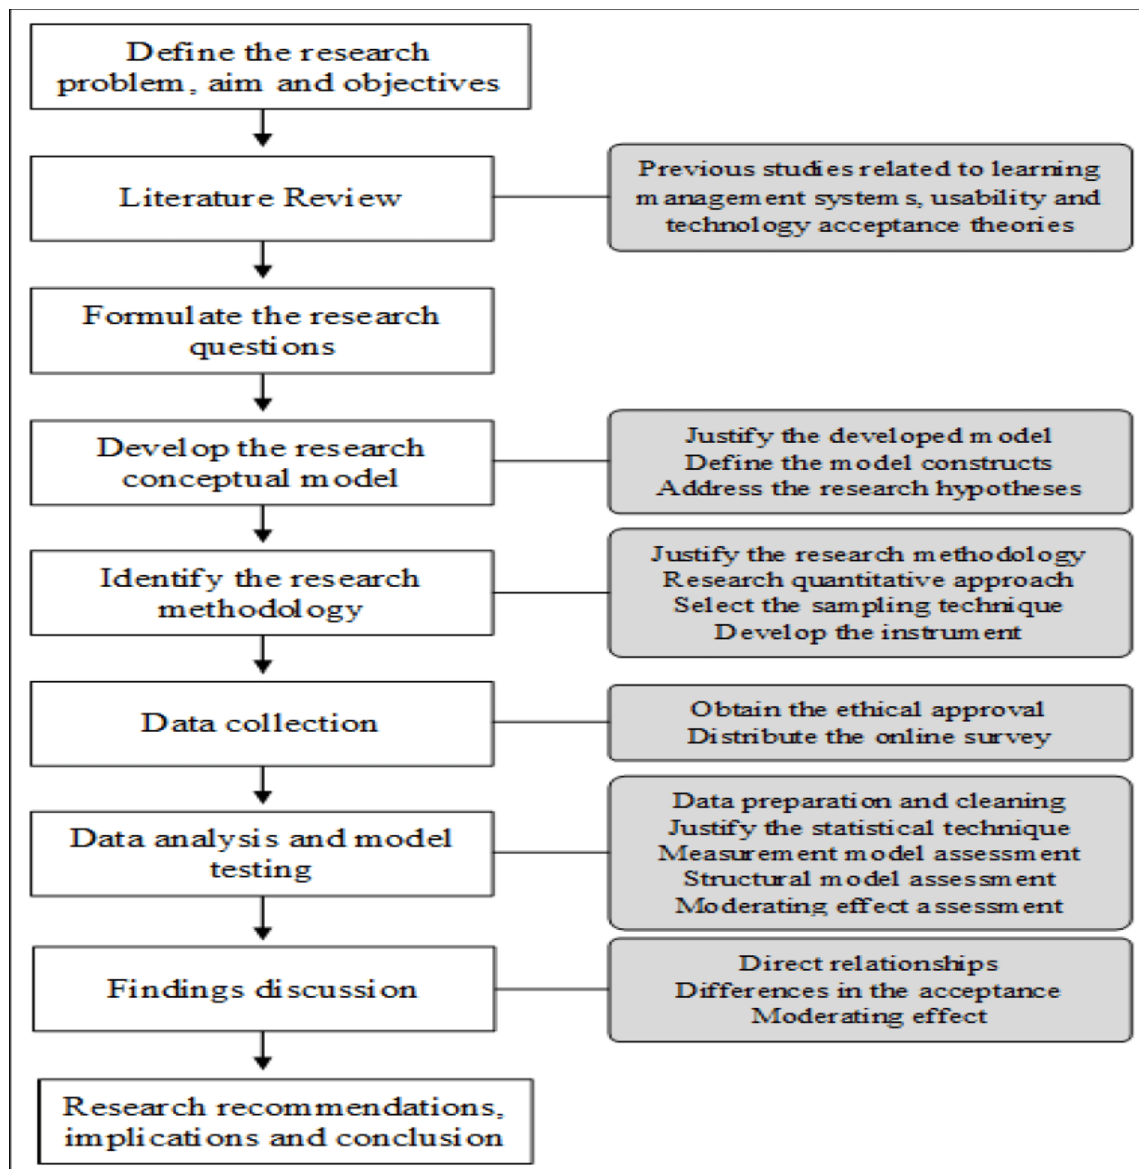 Define the research
problem, aim and objectives
Literature Review
Previous studies related to learning
management systems, usability and
technology acceptance theories
Formulate the research
questions
Develop the research
conceptual model
Justify the developed model
Define the model constructs
Address the research hypotheses
Identify the research
methodology
Justify the research methodology
Research quantitative approach
Select the sampling technique
Develop the instrument
Data collection
Obtain the ethical approval
Distribute the online survey
Data analysis and model
testing
Data preparation and cleaning
Justify the statistical technique
Measurement model assessment
Structural model assessment
Moderating effect assessment
Findings discussion
Direct relationships
Differences in the acceptance
Moderating effect
Research recommendations,
implications and conclusion